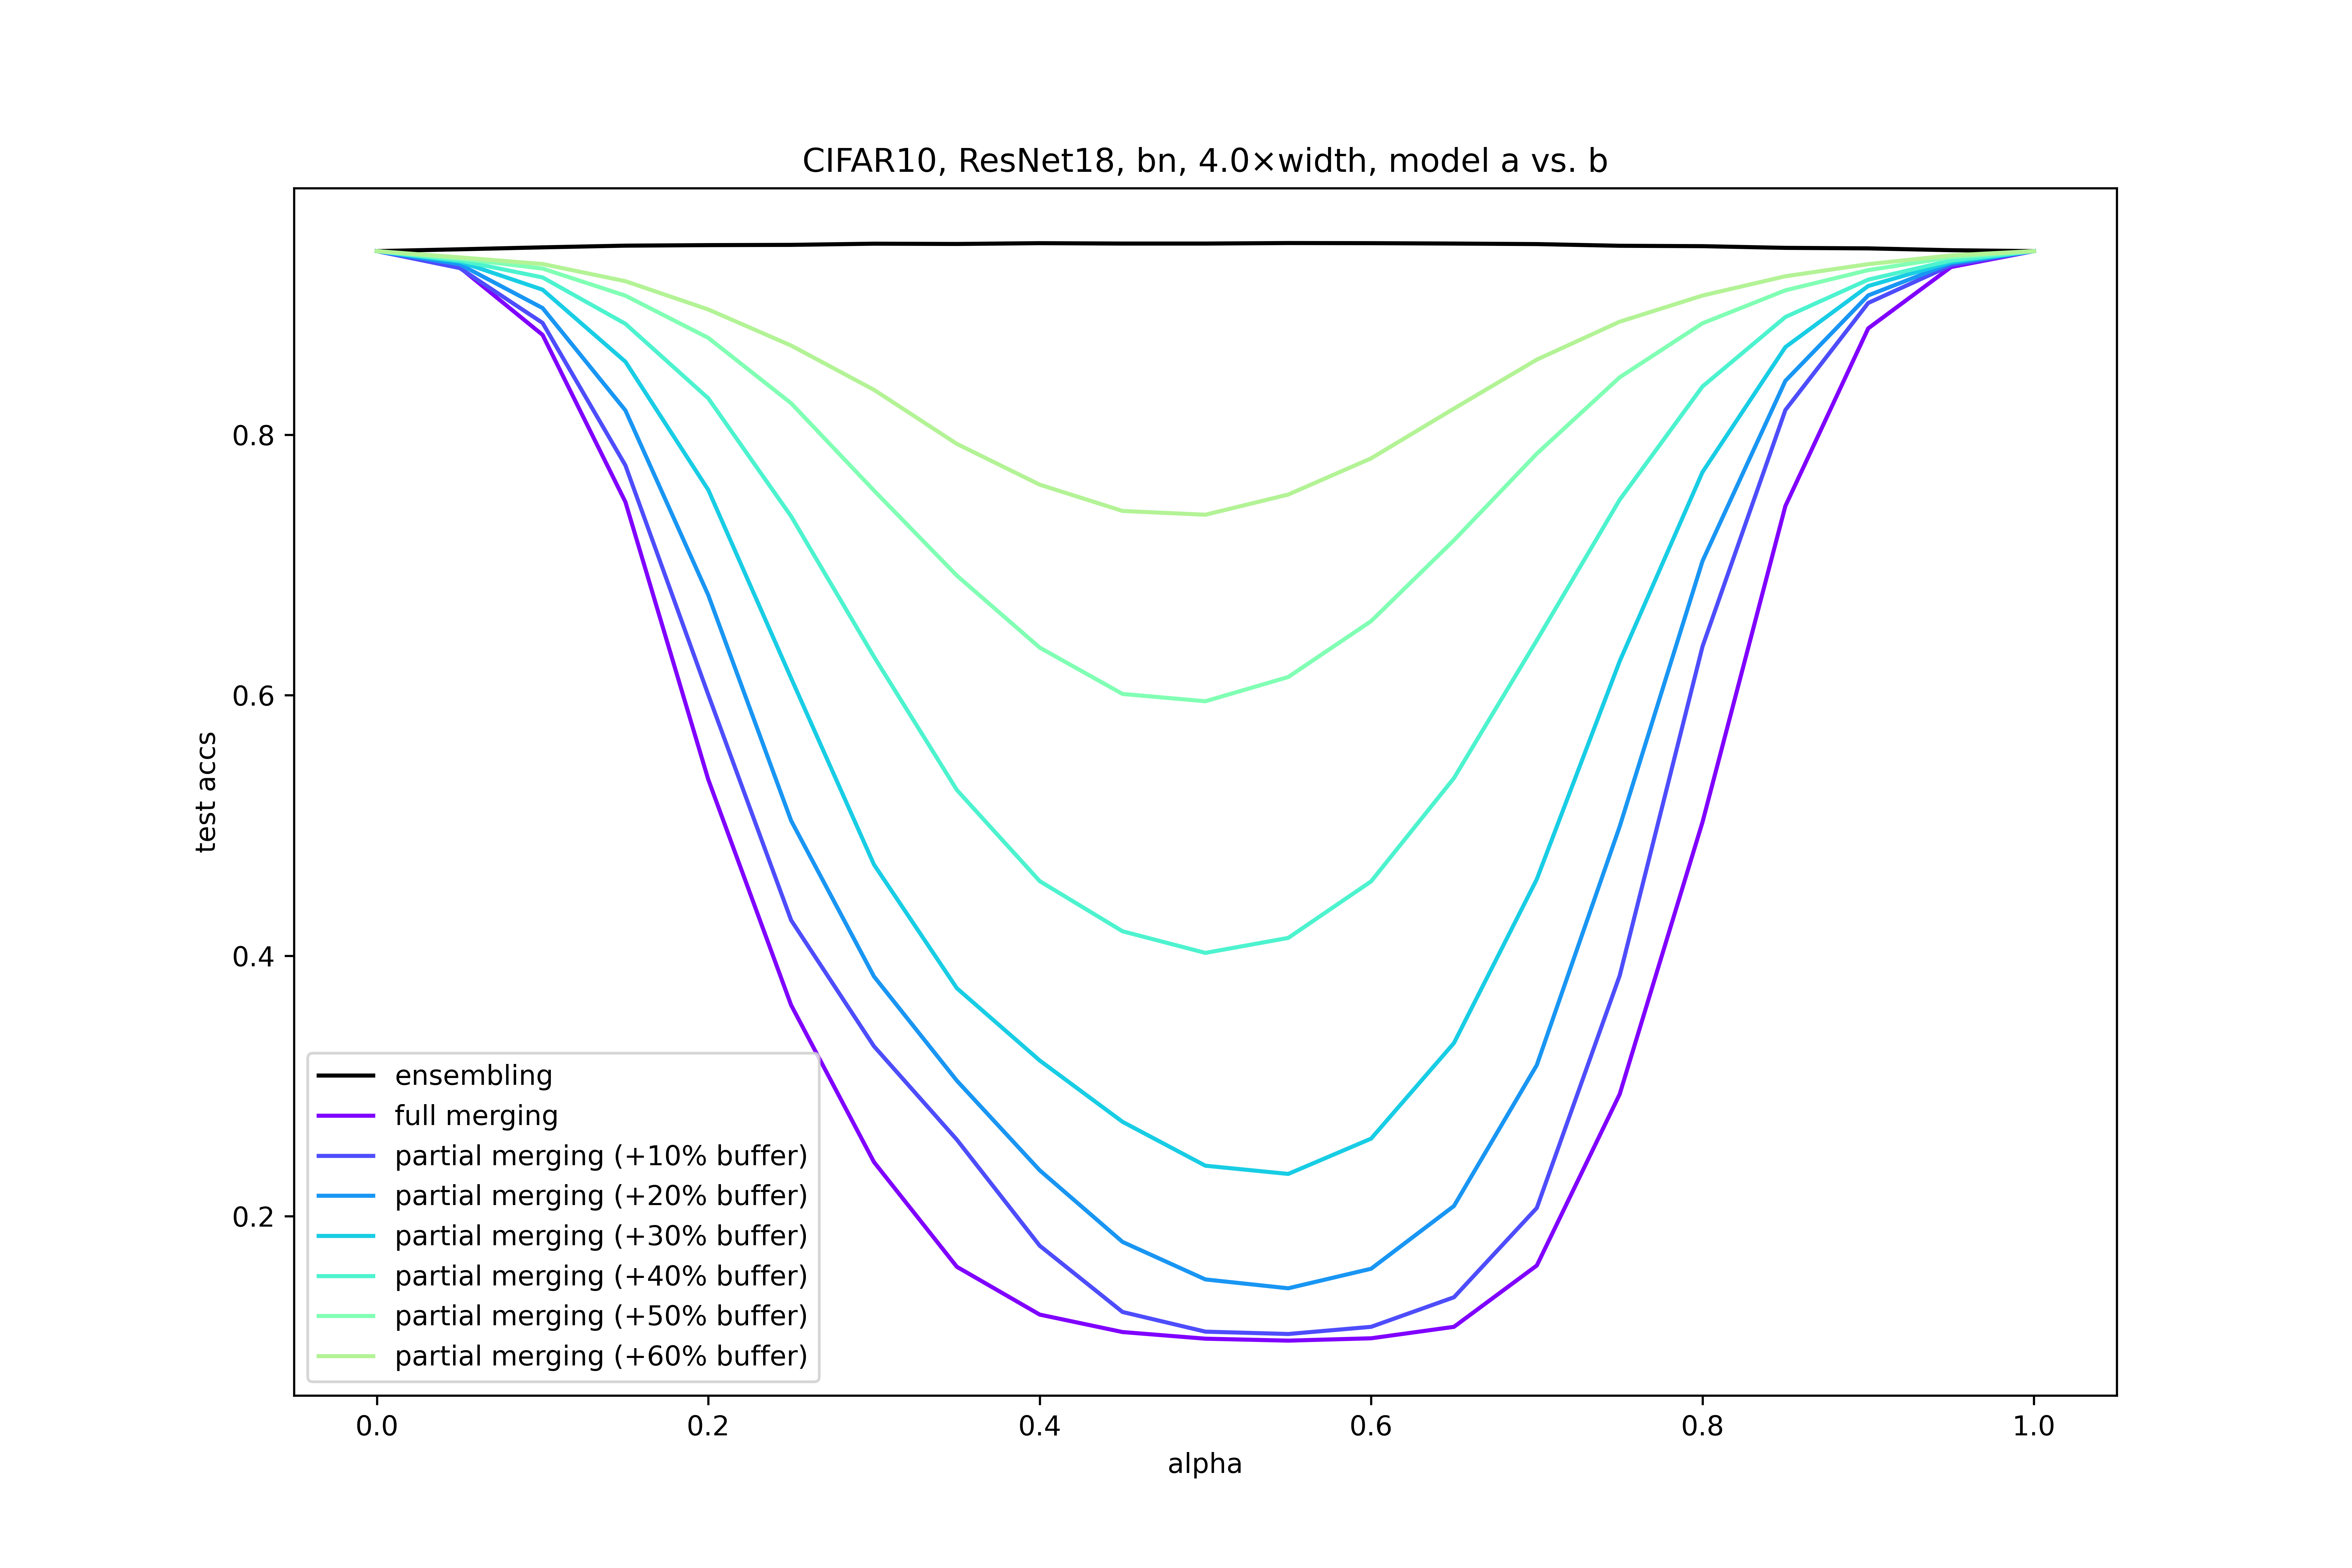 CIFAR10, ResNet18, bn, 4.0×width, model a vs. b
test accs
0.8
0.6
0.4
0.2
ensembling
full merging
partial merging (+10% buffer)
partial merging (+20% buffer)
partial merging (+30% buffer)
partial merging (+40% buffer)
partial merging (+50% buffer)
partial merging (+60% buffer)
0.0 0.2 0.4 0.6 0.8 1.0
alpha